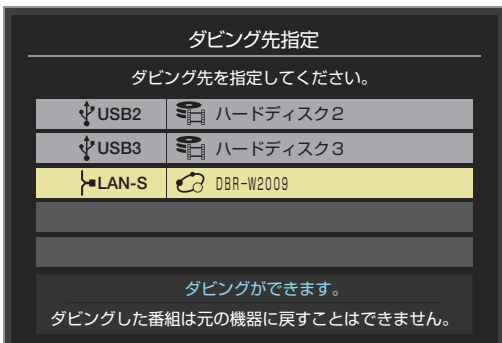 ダビング先指定
ダビング先を指定してください。
USB2 ハードディスク2
USB3 ハードディスク3
LAN-S DBR-W2009
ダビングができます。
ダビングした番組は元の機器に戻すことはできません。